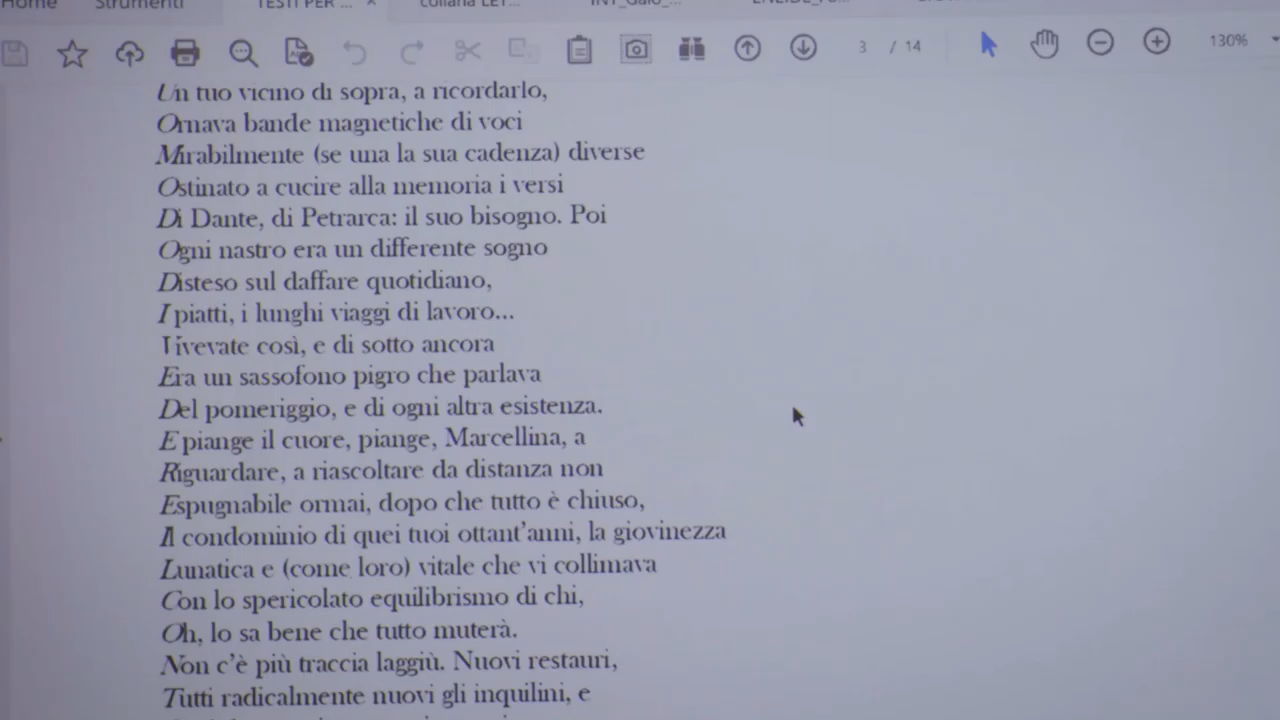 Home Strumenti TESTI PER ... × collana LET...
3 / 14 130%
Un tuo vicino di sopra, a ricordarlo,
Ornava bande magnetiche di voci
Mirabilmente (se una la sua cadenza) diverse
Ostinato a cucire alla memoria i versi
Di Dante, di Petrarca: il suo bisogno. Poi
Ogni nastro era un differente sogno
Disteso sul daffare quotidiano,
I piatti, i lunghi viaggi di lavoro...
Vivevate così, e di sotto ancora
Era un sassofono pigro che parlava
Del pomeriggio, e di ogni altra esistenza.
E piange il cuore, piange, Marcellina, a
Riguardare, a riascoltare da distanza non
Espugnabile ormai, dopo che tutto è chiuso,
Il condominio di quei tuoi ottant'anni, la giovinezza
Lunatica e (come loro) vitale che vi collimava
Con lo spericolato equilibrismo di chi,
Oh, lo sa bene che tutto muterà.
Non c'è più traccia laggiù. Nuovi restauri,
Tutti radicalmente nuovi gli inquilini, e